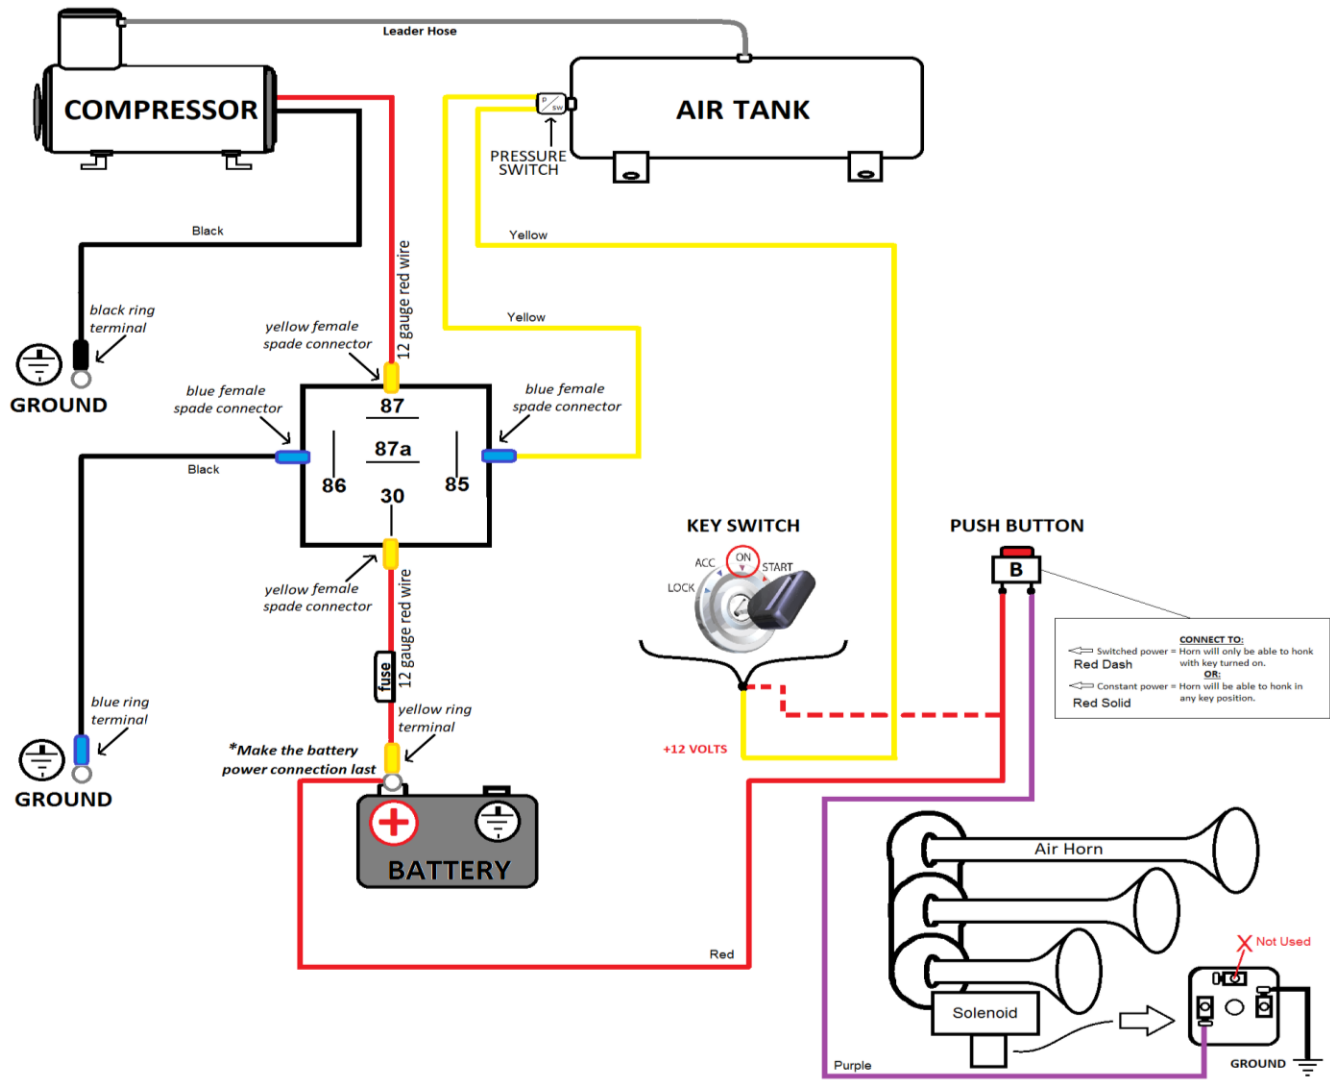 Leader Hose
COMPRESSOR
AIR TANK
P
SW
PRESSURE
SWITCH
Black
Yellow
12 gauge red wire
black ring
terminal
Yellow
yellow female
spade connector
GROUND
blue female
spade connector
blue female
spade connector
87
87a
86
85
30
Black
KEY SWITCH
PUSH BUTTON
ON
ACC
START
LOCK
B
yellow female
spade connector
12 gauge red wire
fuse
CONNECT TO:
Switched power = Horn will only be able to honk
Red Dash
with key turned on.
OR:
Constant power = Horn will be able to honk in
Red Solid
any key position.
blue ring
terminal
yellow ring
terminal
*Make the battery
power connection last
+12 VOLTS
GROUND
BATTERY
Air Horn
Red
Not Used
Solenoid
GROUND
Purple